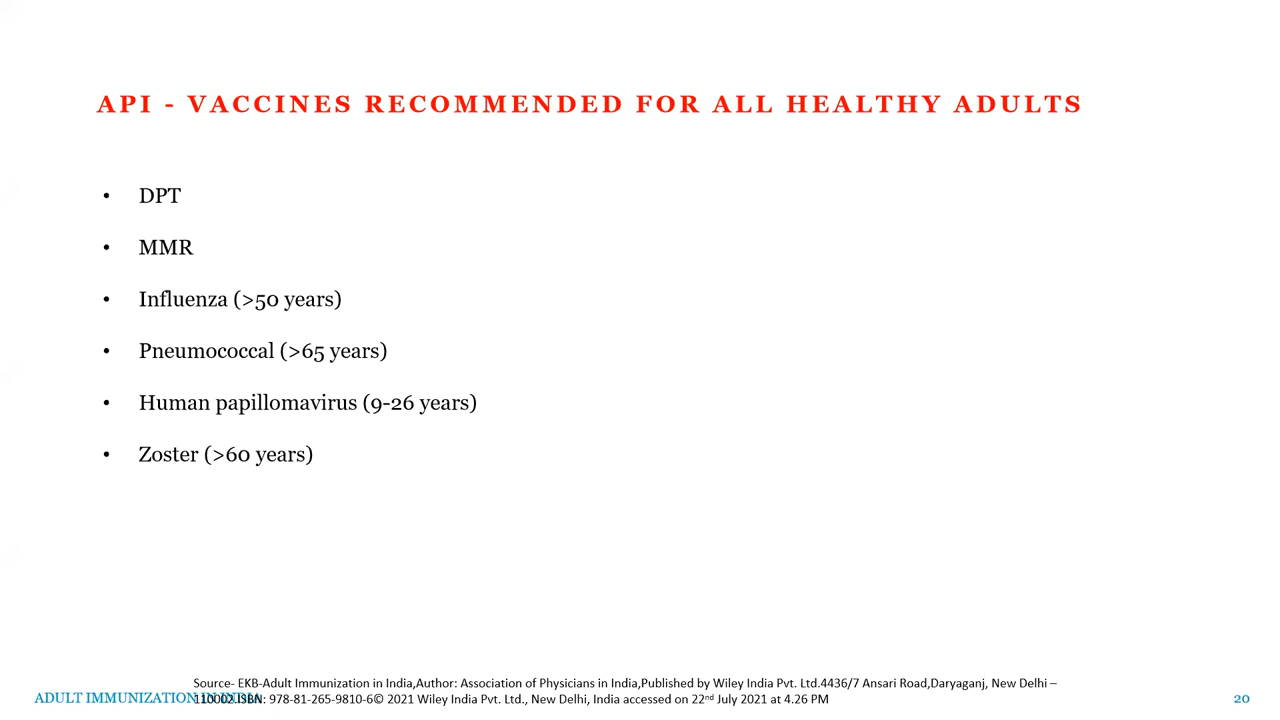 API - VACCINES RECOMMENDED FOR ALL HEALTHY ADULTS
• DPT
• MMR
• Influenza (>50 years)
• Pneumococcal (>65 years)
• Human papillomavirus (9-26 years)
• Zoster (>60 years)
Source- EKB-Adult Immunization in India,Author: Association of Physicians in India,Published by Wiley India Pvt. Ltd.4436/7 Ansari Road,Daryaganj, New Delhi –
110002.ISBN: 978-81-265-9810-6© 2021 Wiley India Pvt. Ltd., New Delhi, India accessed on 22nd July 2021 at 4.26 PM
ADULT IMMUNIZATION IN INDIA
20